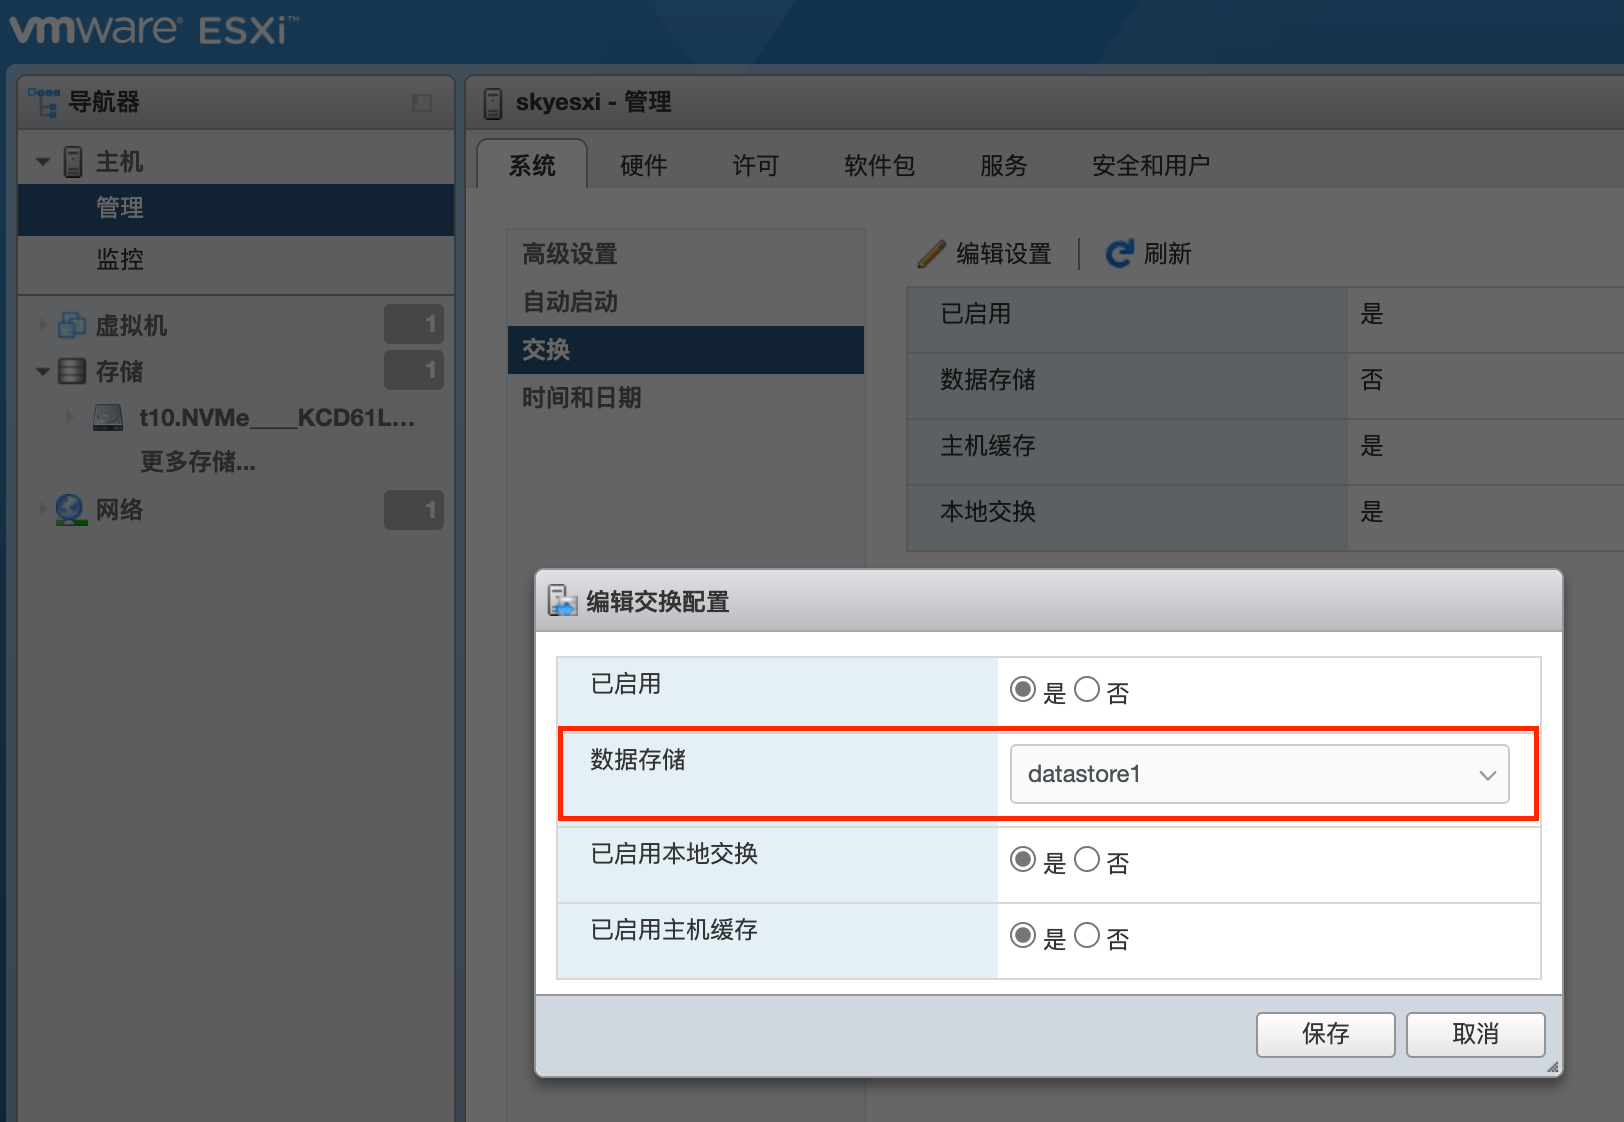 vmware® ESXi™
导航器
主机
管理
监控
虚拟机 1
存储 1
t10.NVMe____KCD61L...
更多存储...
网络 1
skyesxi - 管理
系统 硬件 许可 软件包 服务 安全和用户
高级设置
自动启动
交换
时间和日期
编辑设置 刷新
已启用 是
数据存储 否
主机缓存 是
本地交换 是
编辑交换配置
已启用 是 否
数据存储 datastore1
已启用本地交换 是 否
已启用主机缓存 是 否
保存 取消